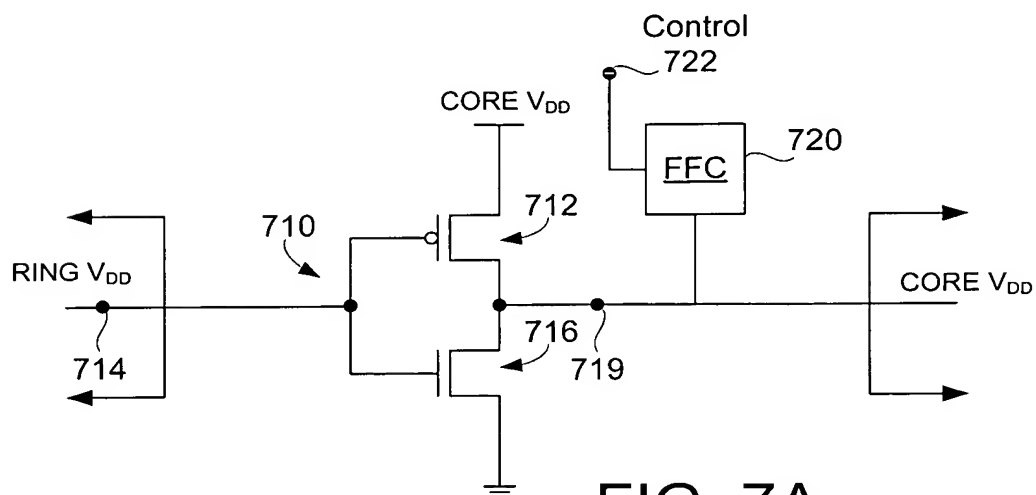 Control
722
CORE VDD
FFC
720
712
710
RING VDD
CORE VDD
714
716
719
FIG. 7A